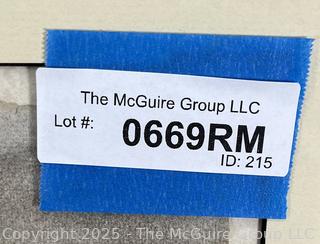 The McGuire Group LLC
Lot #: 0669RM
ID: 215
Copyright 2025 - The McGuire Group LLC